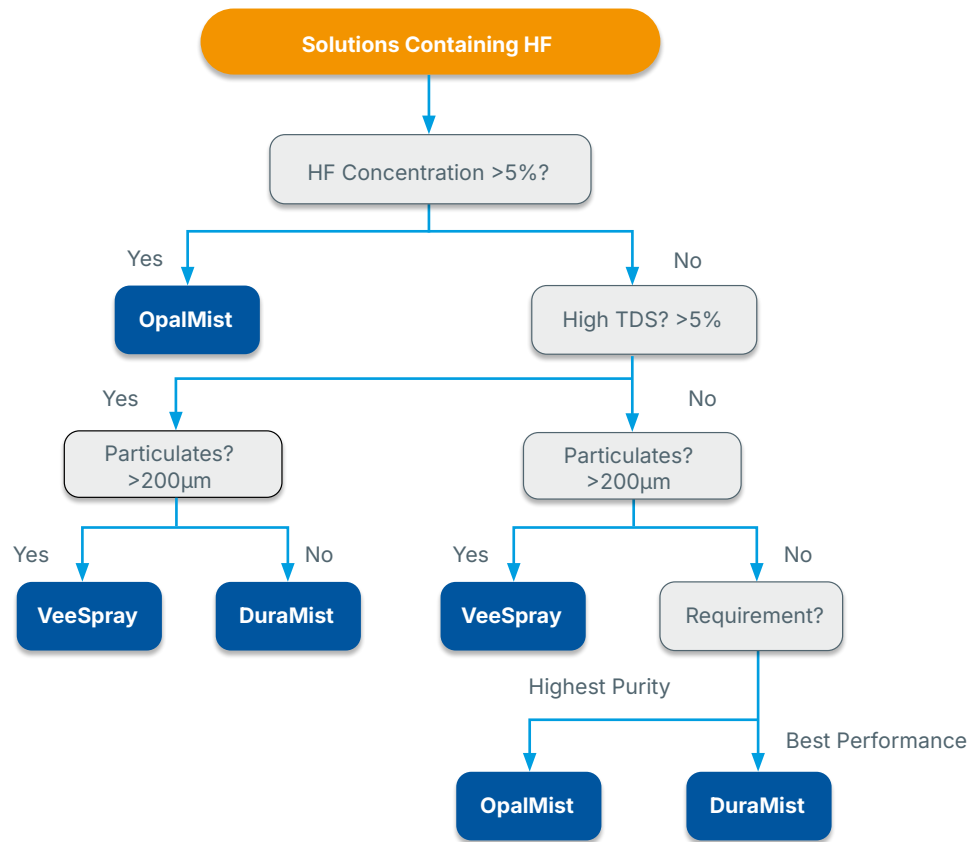 Solutions Containing HF
HF Concentration >5%?
Yes
No
OpalMist
High TDS? >5%
Yes
No
Particulates?
>200µm
Particulates?
>200µm
Yes
No
Yes
No
VeeSpray
DuraMist
VeeSpray
Requirement?
Highest Purity
Best Performance
OpalMist
DuraMist